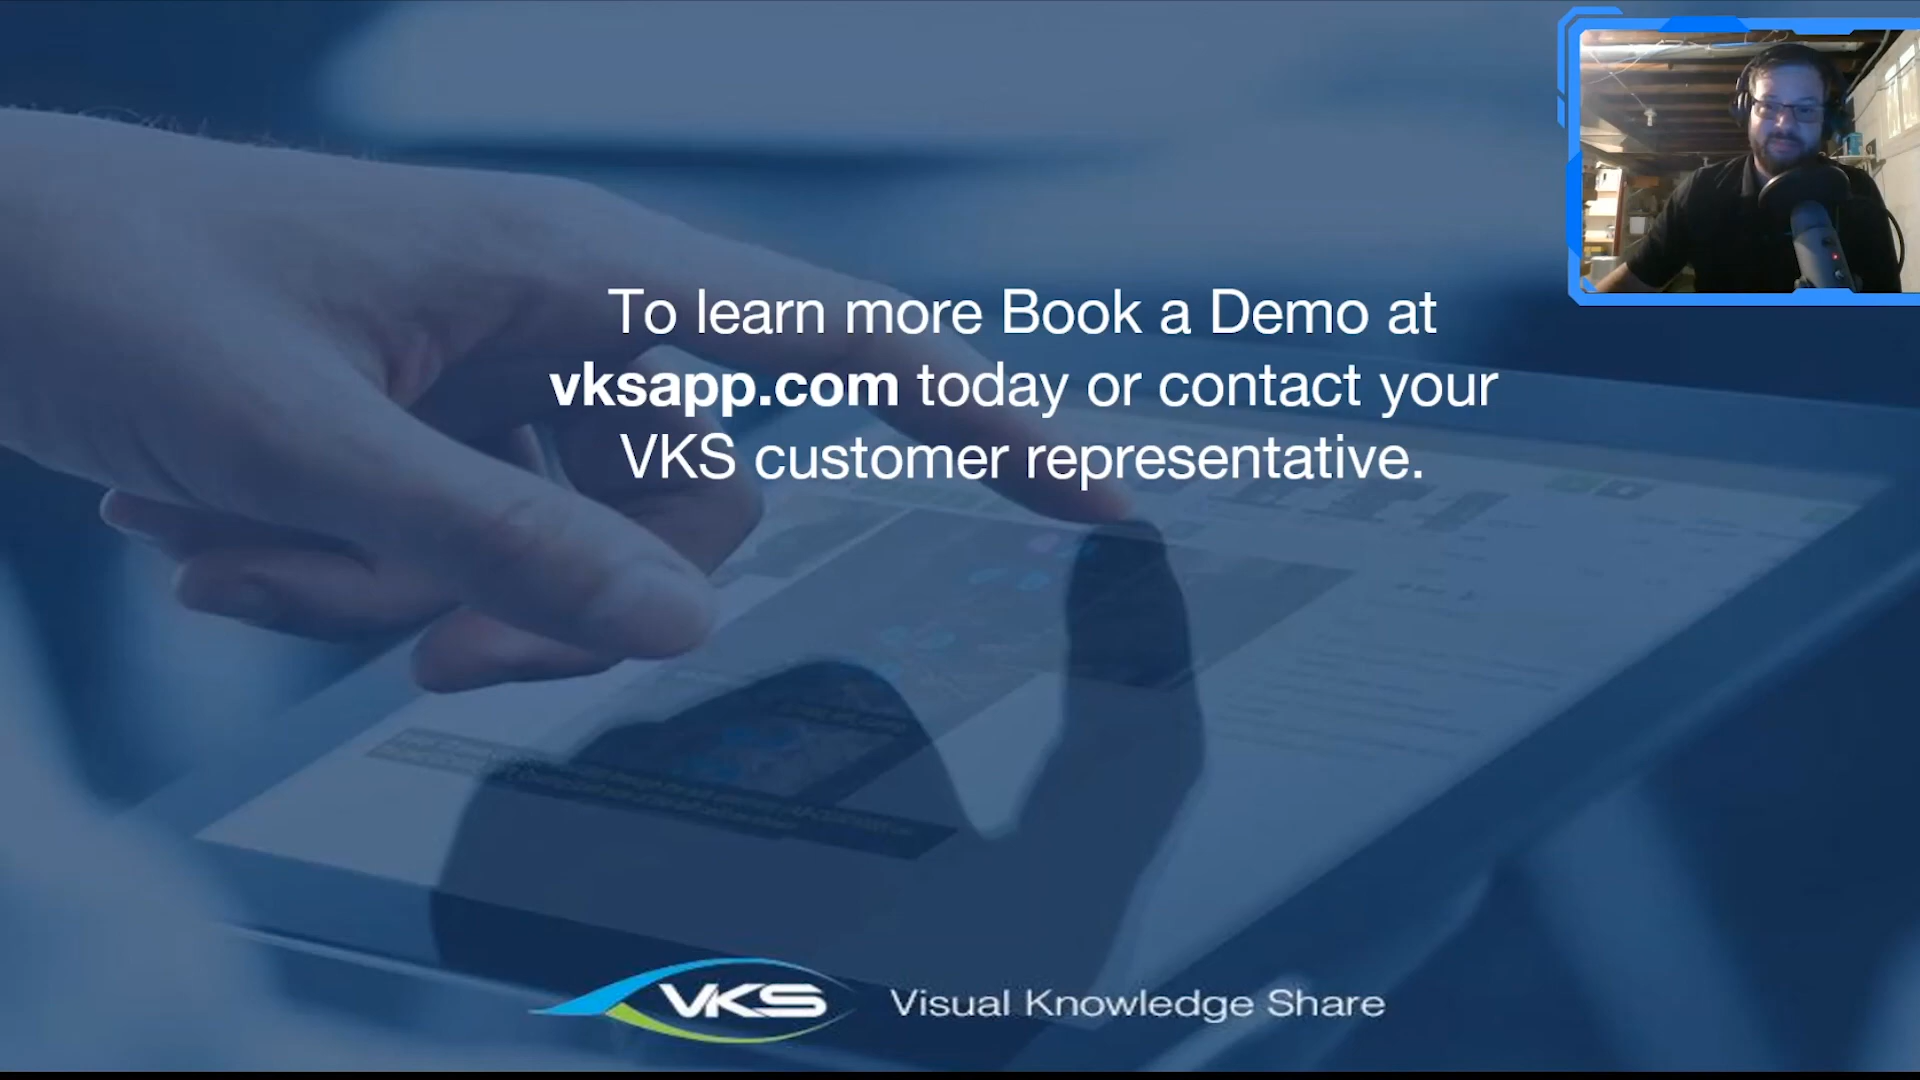 To learn more Book a Demo at
vksapp.com today or contact your
VKS customer representative.
VKS Visual Knowledge Share